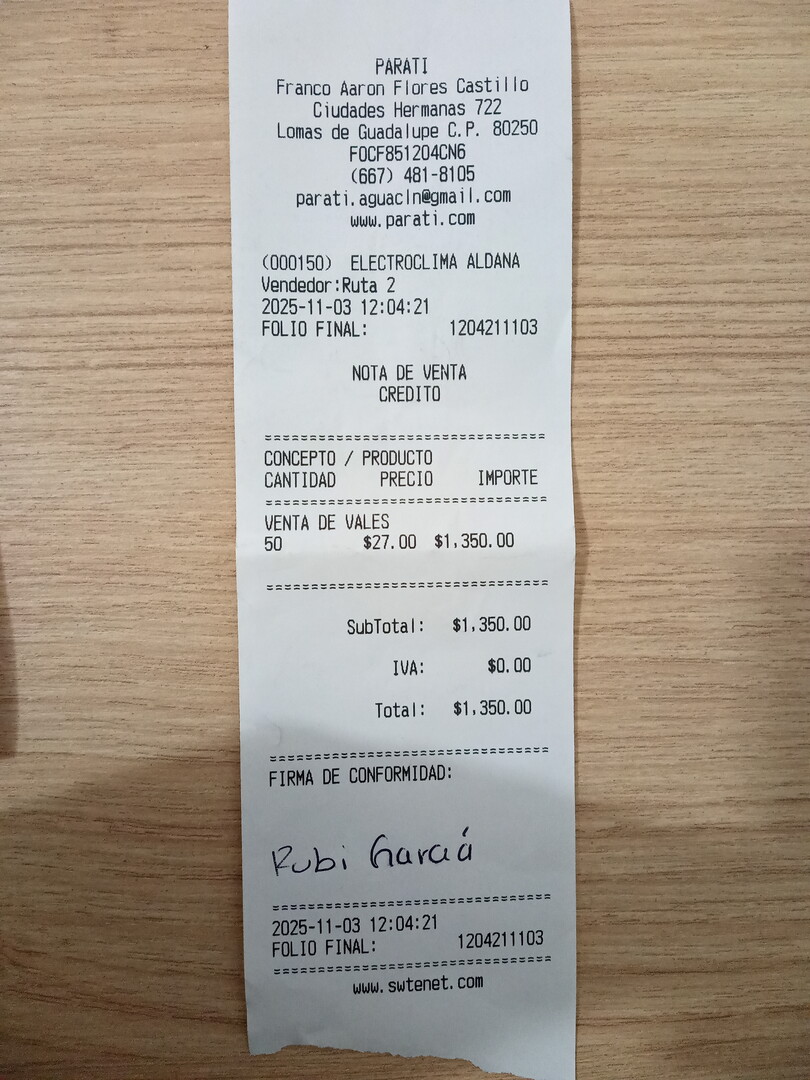 PARATI
Franco Aaron Flores Castillo
Ciudades Hermanas 722
Lomas de Guadalupe C.P. 80250
FOCF851204CN6
(667) 481-8105
parati.aguacln@gmail.com
www.parati.com
(000150) ELECTROCLIMA ALDANA
Vendedor:Ruta 2
2025-11-03 12:04:21
FOLIO FINAL: 1204211103
NOTA DE VENTA
CREDITO
CONCEPTO / PRODUCTO
CANTIDAD PRECIO IMPORTE
VENTA DE VALES
50 $27.00 $1,350.00
SubTotal: $1,350.00
IVA: $0.00
Total: $1,350.00
FIRMA DE CONFORMIDAD:
Rubi Garciá
2025-11-03 12:04:21
FOLIO FINAL: 1204211103
www.swtenet.com